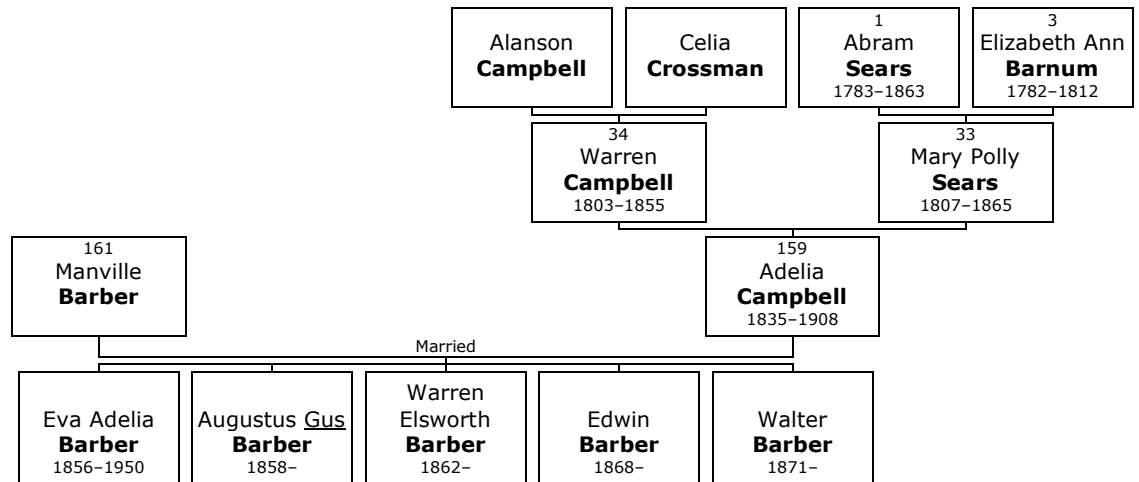 Alanson
Campbell
Celia
Crossman
1
Abram
Sears
1783–1863
3
Elizabeth Ann
Barnum
1782–1812
34
Warren
Campbell
1803–1855
33
Mary Polly
Sears
1807–1865
161
Manville
Barber
159
Adelia
Campbell
1835–1908
Married
Eva Adelia
Barber
1856–1950
Augustus Gus
Barber
1858–
Warren
Elsworth
Barber
1862–
Edwin
Barber
1868–
Walter
Barber
1871–